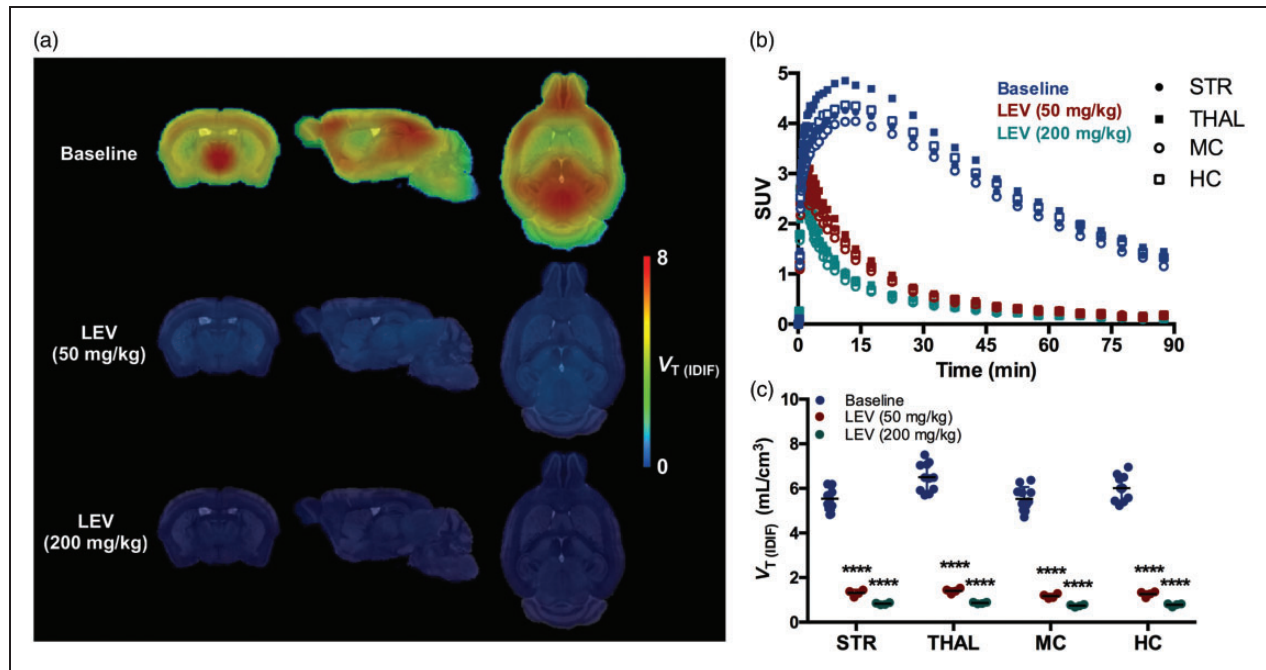 (a)
Baseline
LEV
(50 mg/kg)
LEV
(200 mg/kg)
8
V_T (IDIF)
0
(b)
5
4
3
2
1
0
SUV
0 15 30 45 60 75 90
Time (min)
Baseline
LEV (50 mg/kg)
LEV (200 mg/kg)
STR
THAL
MC
HC
(c)
10
8
6
4
2
0
V_T (IDIF) (mL/cm³)
Baseline
LEV (50 mg/kg)
LEV (200 mg/kg)
**** **** **** ****
**** **** **** ****
STR THAL MC HC